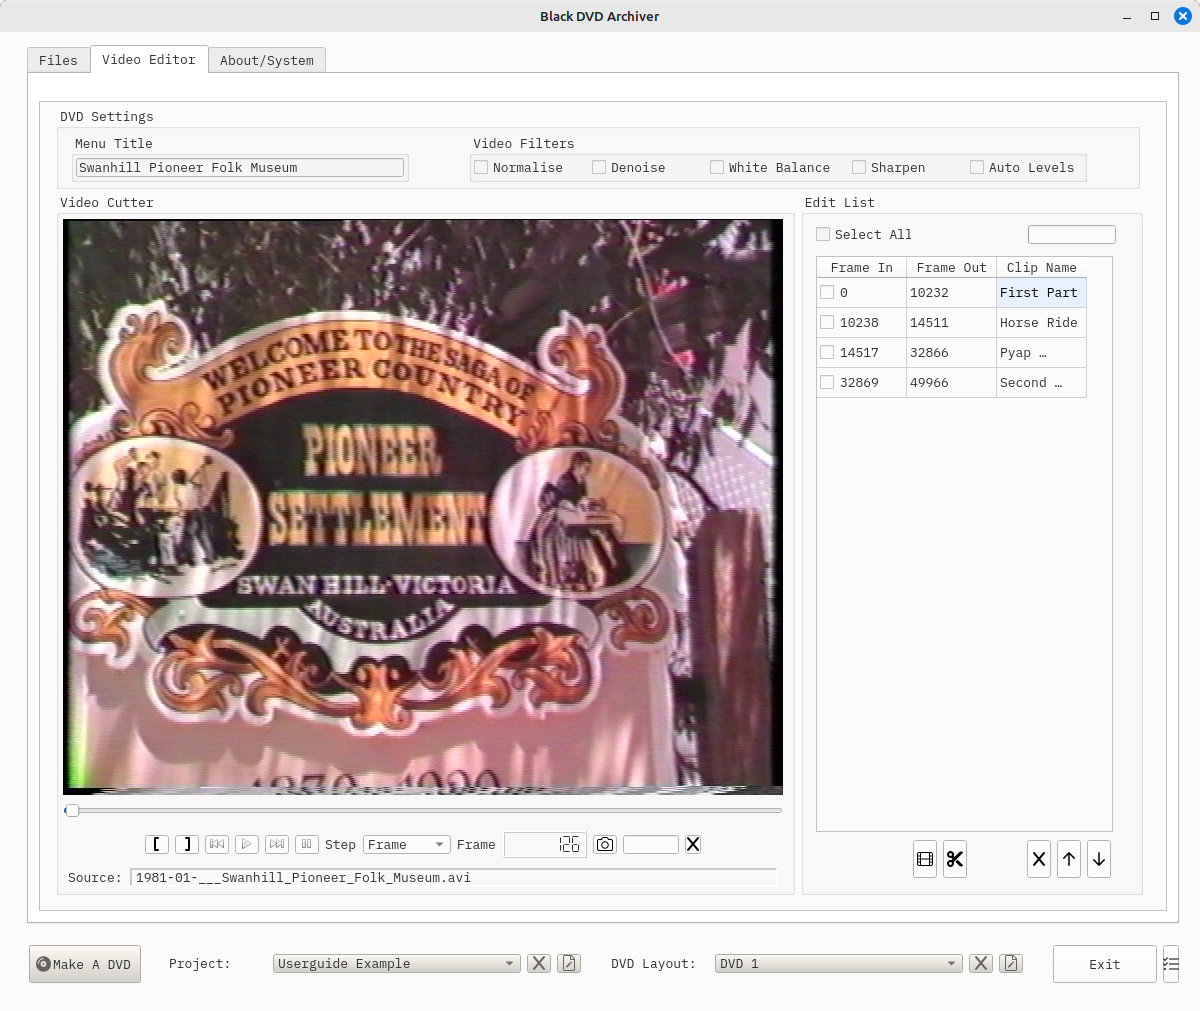 Black DVD Archiver
Files
Video Editor
About/System
DVD Settings
Menu Title
Swanhill Pioneer Folk Museum
Video Filters
Normalise
Denoise
White Balance
Sharpen
Auto Levels
Video Cutter
WELCOME TO THE SAGA OF
PIONEER COUNTRY
PIONEER
SETTLEMENT
SWAN HILL-VICTORIA
AUSTRALIA
[
]
Step
Frame
Frame
126
Source:
1981-01-___Swanhill_Pioneer_Folk_Museum.avi
Edit List
Select All
Frame In Frame Out Clip Name
0 10232 First Part
10238 14511 Horse Ride
14517 32866 Pyap …
32869 49966 Second …
Make A DVD
Project:
Userguide Example
DVD Layout:
DVD 1
Exit